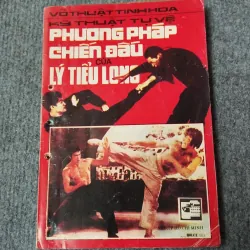 VÕ THUẬT TINH HOA
KỸ THUẬT TỰ VỆ
PHƯƠNG PHÁP
CHIẾN ĐẤU
CỦA
LÝ TIỂU LONG